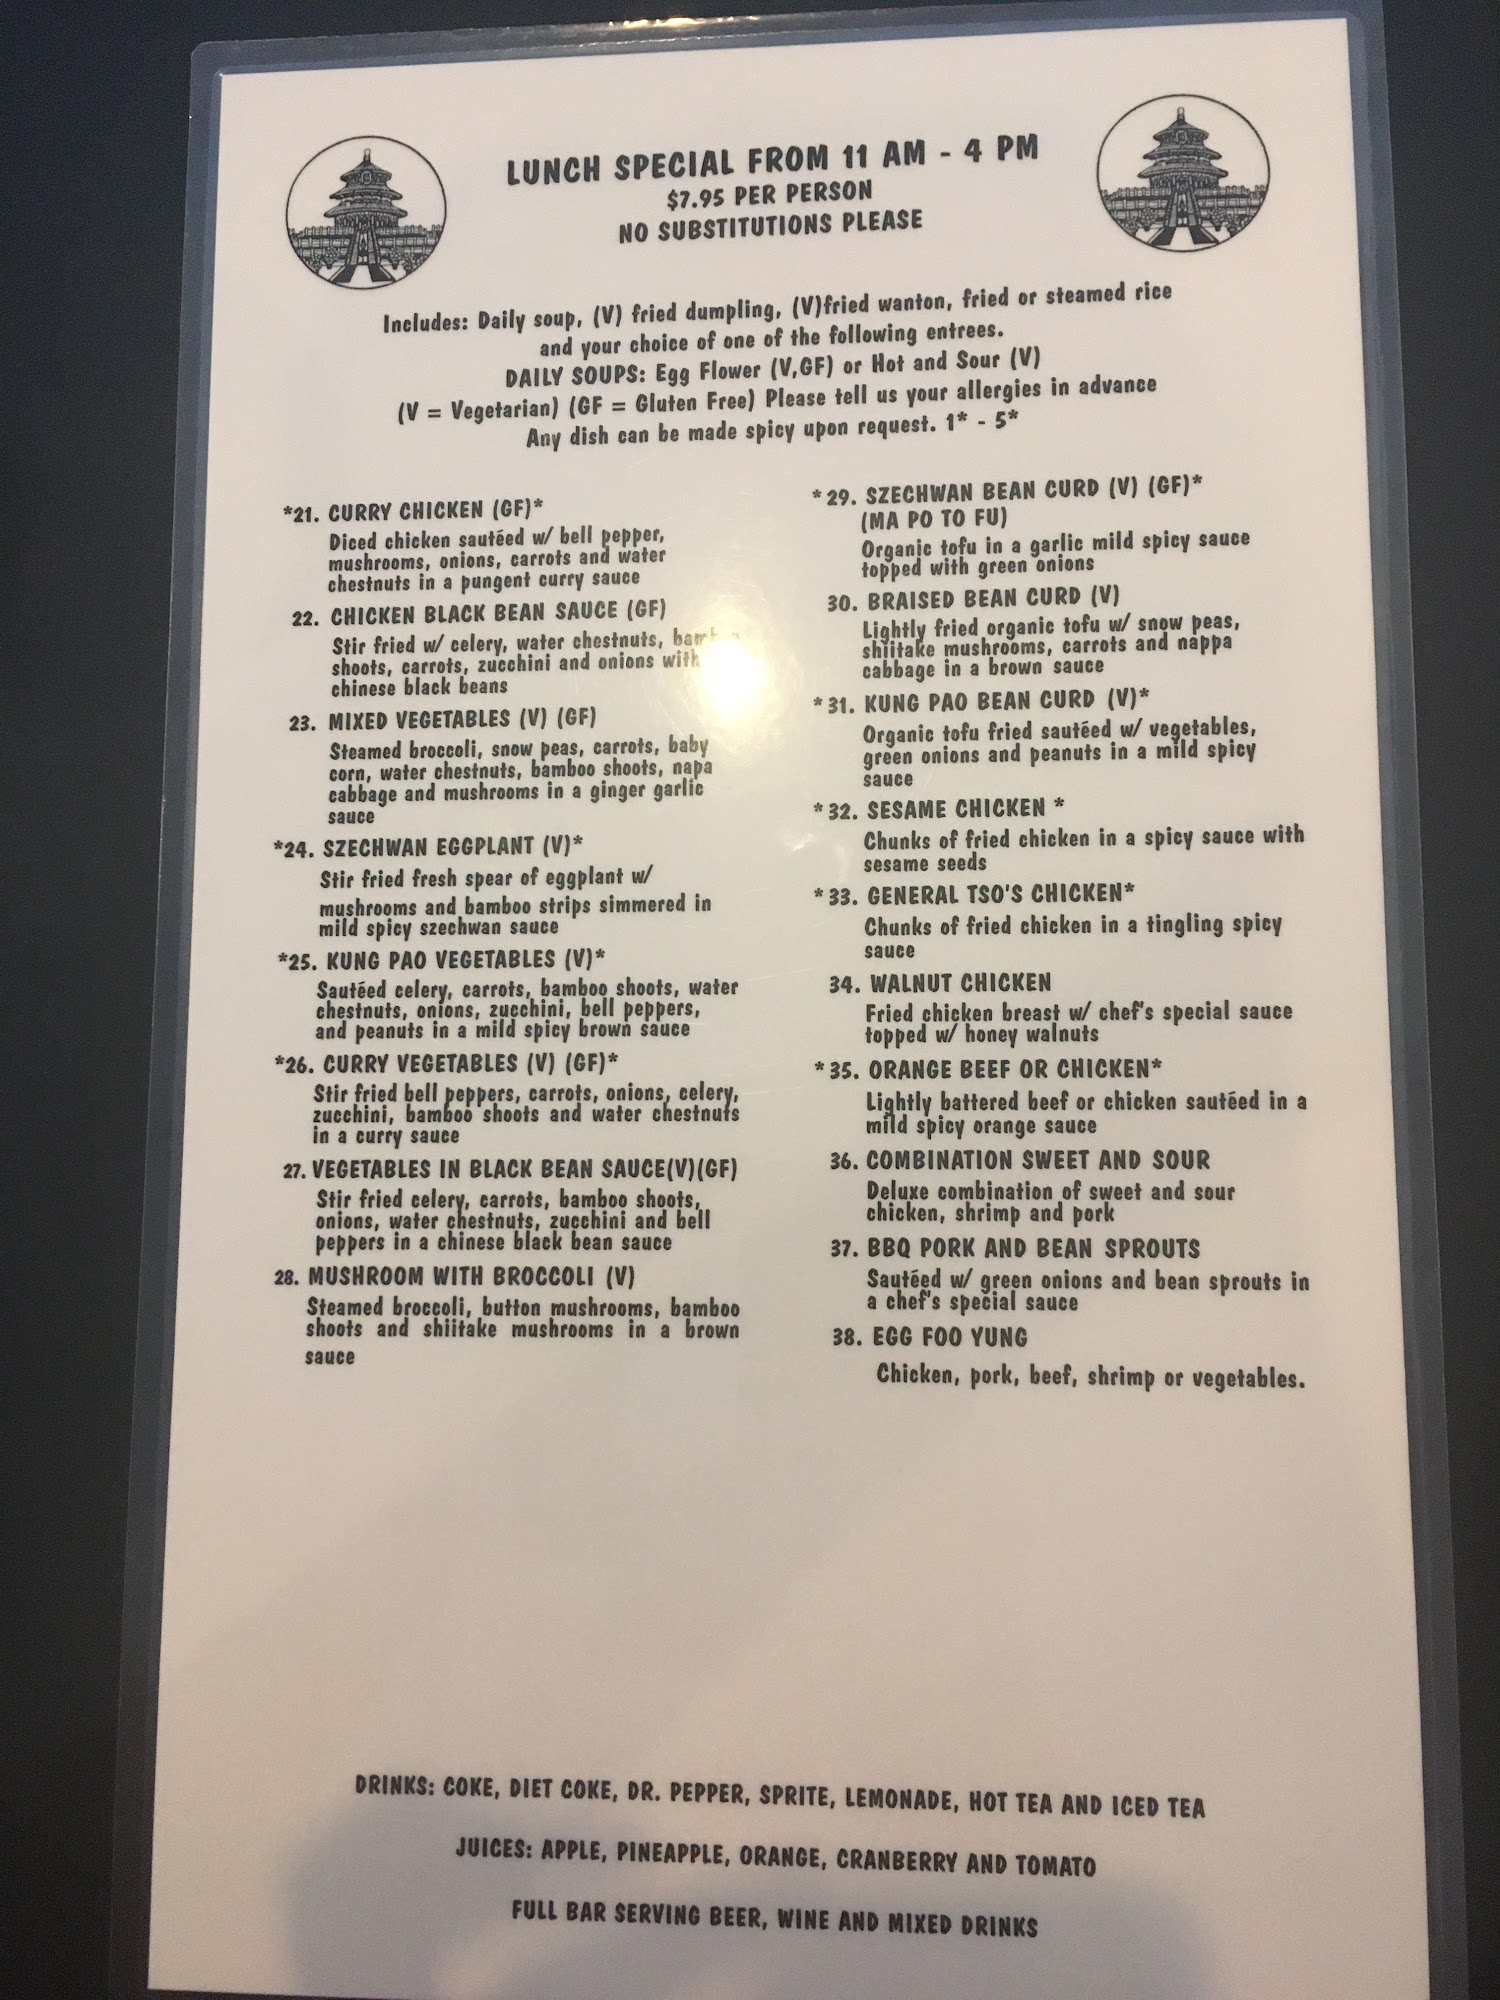 LUNCH SPECIAL FROM 11 AM - 4 PM
$7.95 PER PERSON
NO SUBSTITUTIONS PLEASE
Includes: Daily soup, (V) fried dumpling, (V)fried wanton, fried or steamed rice
and your choice of one of the following entrees.
DAILY SOUPS: Egg Flower (V,GF) or Hot and Sour (V)
(V = Vegetarian) (GF = Gluten Free) Please tell us your allergies in advance
Any dish can be made spicy upon request. 1* - 5*
*21. CURRY CHICKEN (GF)*
Diced chicken sautéed w/ bell pepper,
mushrooms, onions, carrots and water
chestnuts in a pungent curry sauce
22. CHICKEN BLACK BEAN SAUCE (GF)
Stir fried w/ celery, water chestnuts, bamboo
shoots, carrots, zucchini and onions with
chinese black beans
23. MIXED VEGETABLES (V) (GF)
Steamed broccoli, snow peas, carrots, baby
corn, water chestnuts, bamboo shoots, napa
cabbage and mushrooms in a ginger garlic
sauce
*24. SZECHWAN EGGPLANT (V)*
Stir fried fresh spear of eggplant w/
mushrooms and bamboo strips simmered in
mild spicy szechwan sauce
*25. KUNG PAO VEGETABLES (V)*
Sautéed celery, carrots, bamboo shoots, water
chestnuts, onions, zucchini, bell peppers,
and peanuts in a mild spicy brown sauce
*26. CURRY VEGETABLES (V) (GF)*
Stir fried bell peppers, carrots, onions, celery,
zucchini, bamboo shoots and water chestnuts
in a curry sauce
27. VEGETABLES IN BLACK BEAN SAUCE(V)(GF)
Stir fried celery, carrots, bamboo shoots,
onions, water chestnuts, zucchini and bell
peppers in a chinese black bean sauce
28. MUSHROOM WITH BROCCOLI (V)
Steamed broccoli, button mushrooms, bamboo
shoots and shiitake mushrooms in a brown
sauce
*29. SZECHWAN BEAN CURD (V) (GF)*
(MA PO TO FU)
Organic tofu in a garlic mild spicy sauce
topped with green onions
30. BRAISED BEAN CURD (V)
Lightly fried organic tofu w/ snow peas,
shiitake mushrooms, carrots and nappa
cabbage in a brown sauce
*31. KUNG PAO BEAN CURD (V)*
Organic tofu fried sautéed w/ vegetables,
green onions and peanuts in a mild spicy
sauce
*32. SESAME CHICKEN *
Chunks of fried chicken in a spicy sauce with
sesame seeds
*33. GENERAL TSO'S CHICKEN*
Chunks of fried chicken in a tingling spicy
sauce
34. WALNUT CHICKEN
Fried chicken breast w/ chef's special sauce
topped w/ honey walnuts
*35. ORANGE BEEF OR CHICKEN*
Lightly battered beef or chicken sautéed in a
mild spicy orange sauce
36. COMBINATION SWEET AND SOUR
Deluxe combination of sweet and sour
chicken, shrimp and pork
37. BBQ PORK AND BEAN SPROUTS
Sautéed w/ green onions and bean sprouts in
a chef's special sauce
38. EGG FOO YUNG
Chicken, pork, beef, shrimp or vegetables.
DRINKS: COKE, DIET COKE, DR. PEPPER, SPRITE, LEMONADE, HOT TEA AND ICED TEA
JUICES: APPLE, PINEAPPLE, ORANGE, CRANBERRY AND TOMATO
FULL BAR SERVING BEER, WINE AND MIXED DRINKS